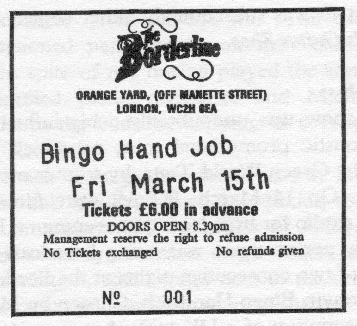 The
Borderline
ORANGE YARD, (OFF MANETTE STREET)
LONDON, WC2H 6EA
Bingo Hand Job
Fri March 15th
Tickets £6.00 in advance
DOORS OPEN 8.30pm
Management reserve the right to refuse admission
No Tickets exchanged No refunds given
Nº 001